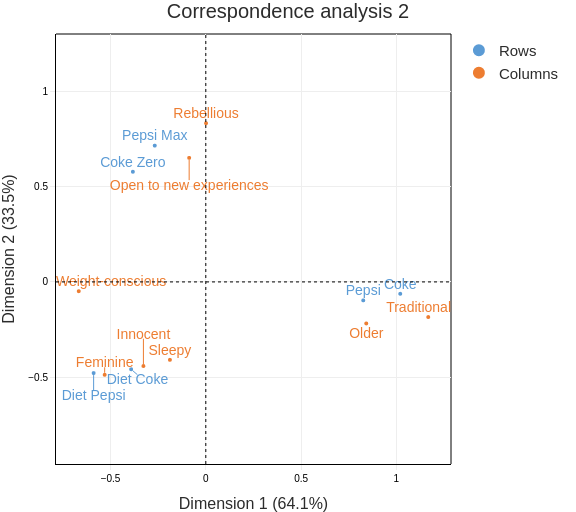 Correspondence analysis 2
Rows
Columns
1
Rebellious
Pepsi Max
Coke Zero
0.5
Open to new experiences
Weight-conscious
0
Pepsi
Coke
Traditional
Older
Innocent
Sleepy
Feminine
−0.5
Diet Coke
Diet Pepsi
−0.5
0
0.5
1
Dimension 1 (64.1%)
Dimension 2 (33.5%)